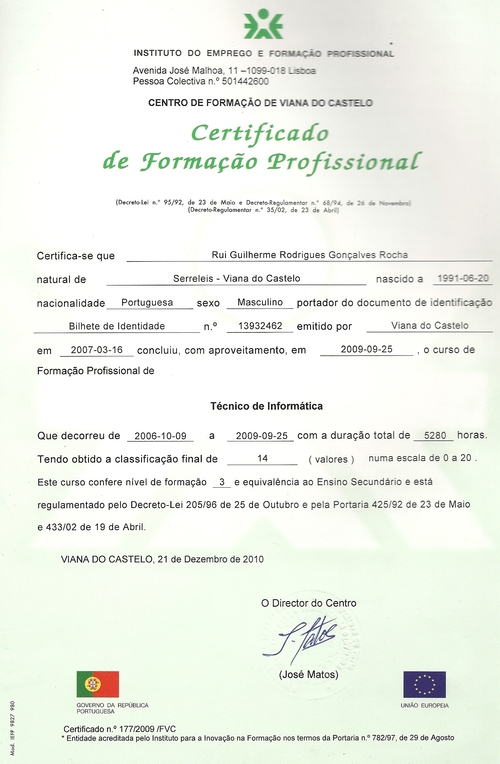 INSTITUTO DO EMPREGO E FORMAÇÃO PROFISSIONAL
Avenida José Malhoa, 11 –1099-018 Lisboa
Pessoa Colectiva n.º 501442600
CENTRO DE FORMAÇÃO DE VIANA DO CASTELO
Certificado
de Formação Profissional
(Decreto-Lei n.º 95/92, de 23 de Maio e Decreto-Regulamentar n.º 68/94, de 26 de Novembro)
(Decreto-Regulamentar n.º 35/02, de 23 de Abril)
Certifica-se que Rui Guilherme Rodrigues Gonçalves Rocha
natural de Serreleis - Viana do Castelo nascido a 1991-06-20
nacionalidade Portuguesa sexo Masculino portador do documento de identificação
Bilhete de Identidade n.º 13932462 emitido por Viana do Castelo
em 2007-03-16 concluiu, com aproveitamento, em 2009-09-25 , o curso de
Formação Profissional de
Técnico de Informática
Que decorreu de 2006-10-09 a 2009-09-25 com a duração total de 5280 horas.
Tendo obtido a classificação final de 14 ( valores ) numa escala de 0 a 20 .
Este curso confere nível de formação 3 e equivalência ao Ensino Secundário e está
regulamentado pelo Decreto-Lei 205/96 de 25 de Outubro e pela Portaria 425/92 de 23 de Maio
e 433/02 de 19 de Abril.
VIANA DO CASTELO, 21 de Dezembro de 2010
O Director do Centro
J. Matos
(José Matos)
GOVERNO DA REPÚBLICA
PORTUGUESA
UNIÃO EUROPEIA
Certificado n.º 177/2009 /FVC
* Entidade acreditada pelo Instituto para a Inovação na Formação nos termos da Portaria n.º 782/97, de 29 de Agosto
Mod. IEFP 9827 980